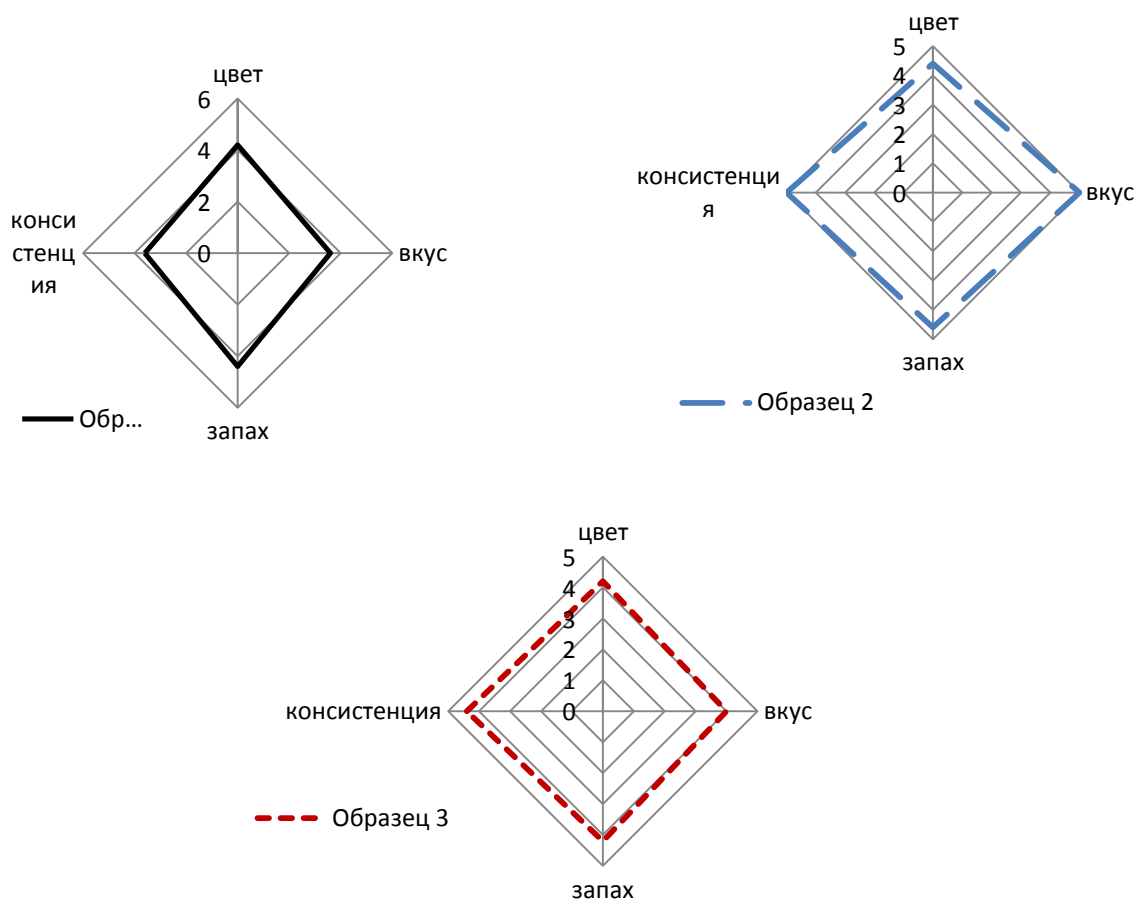 цвет
6
4
2
0
конси
стенц
ия
вкус
запах
Обр...
цвет
5
4
3
2
1
0
консистенци
я
вкус
запах
Образец 2
цвет
5
4
3
2
1
0
консистенция
вкус
запах
Образец 3